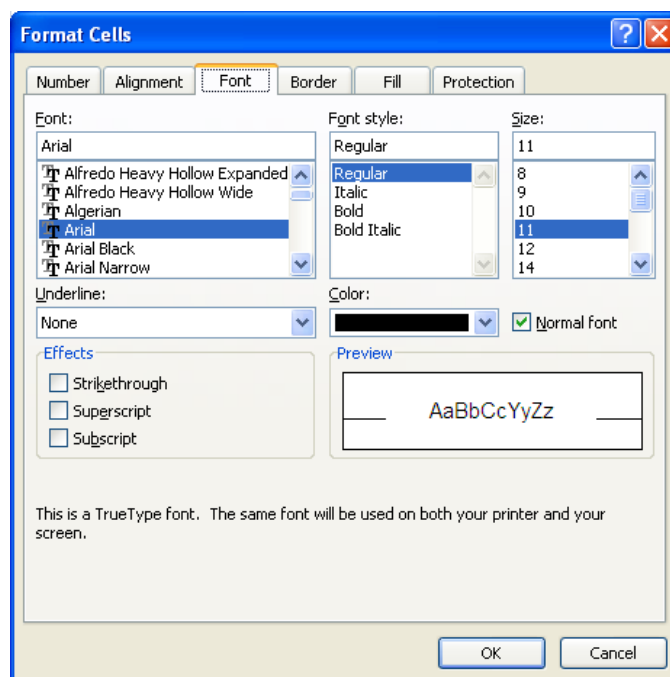 Format Cells
Number Alignment Font Border Fill Protection
Font: Font style: Size:
Arial Regular 11
Alfredo Heavy Hollow Expanded Regular 8
Alfredo Heavy Hollow Wide Italic 9
Algerian Bold 10
Arial Bold Italic 11
Arial Black 12
Arial Narrow 14
Underline: Color:
None Normal font
Effects Preview
Strikethrough
Superscript AaBbCcYyZz
Subscript
This is a TrueType font. The same font will be used on both your printer and your
screen.
OK Cancel